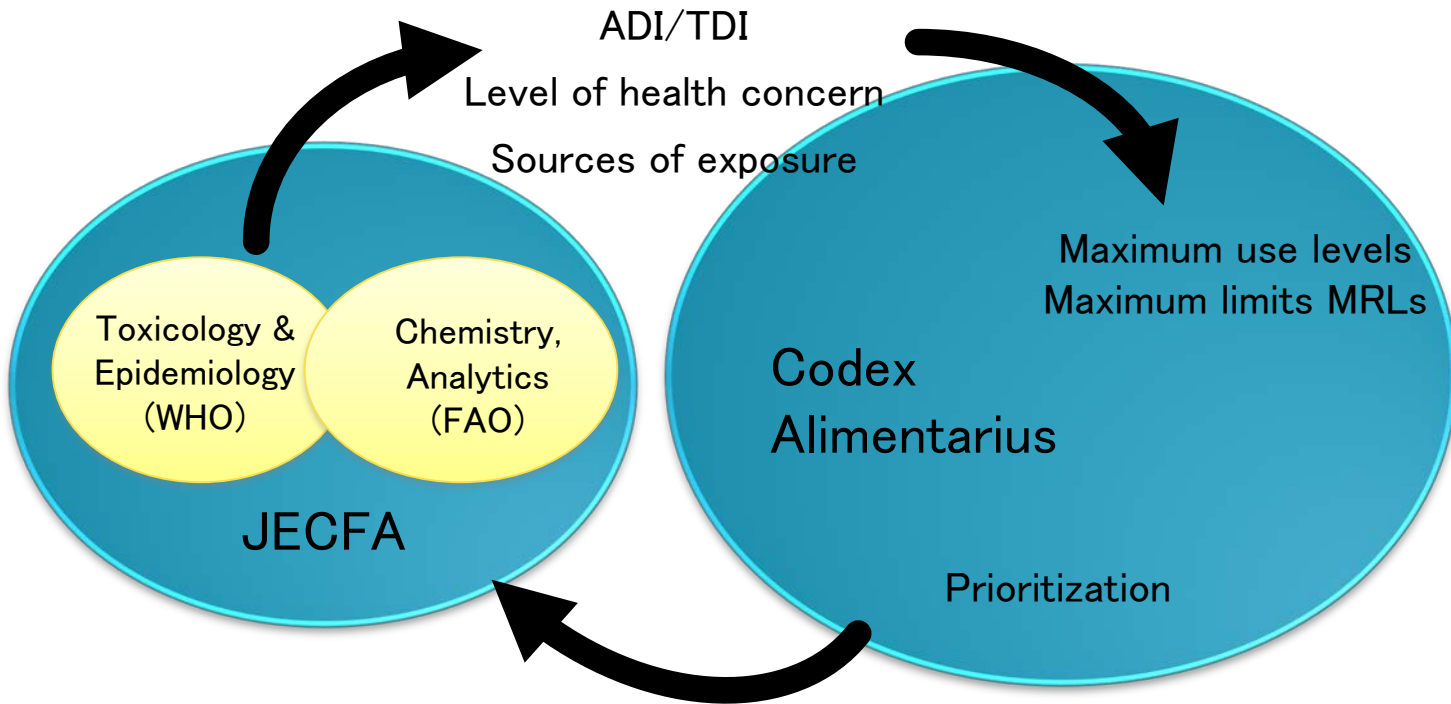 ADI/TDI
Level of health concern
Sources of exposure
Toxicology &
Epidemiology
(WHO)
Chemistry,
Analytics
(FAO)
JECFA
Maximum use levels
Maximum limits MRLs
Codex
Alimentarius
Prioritization